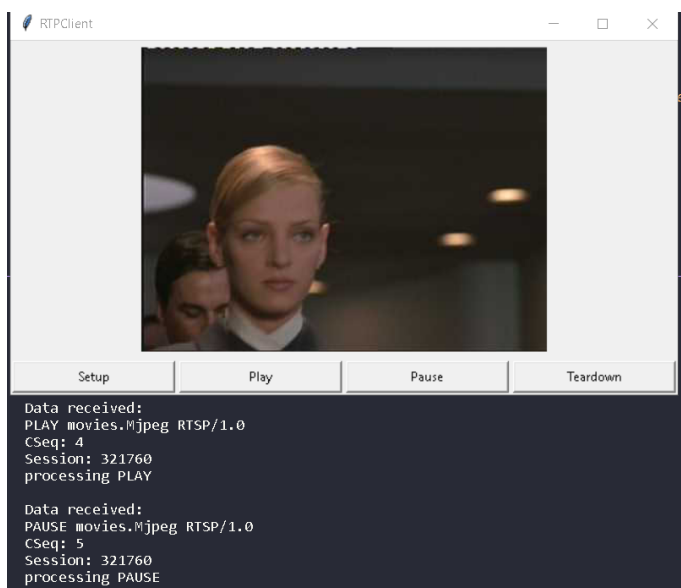 RTPClient
Setup
Play
Pause
Teardown
Data received:
PLAY movies.Mjpeg RTSP/1.0
CSeq: 4
Session: 321760
processing PLAY
Data received:
PAUSE movies.Mjpeg RTSP/1.0
CSeq: 5
Session: 321760
processing PAUSE